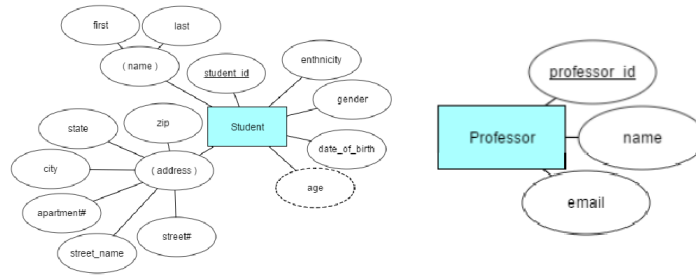 first
last
( name )
student_id
enthnicity
gender
date_of_birth
age
Student
zip
state
city
( address )
apartment#
street_name
street#
professor_id
Professor
name
email